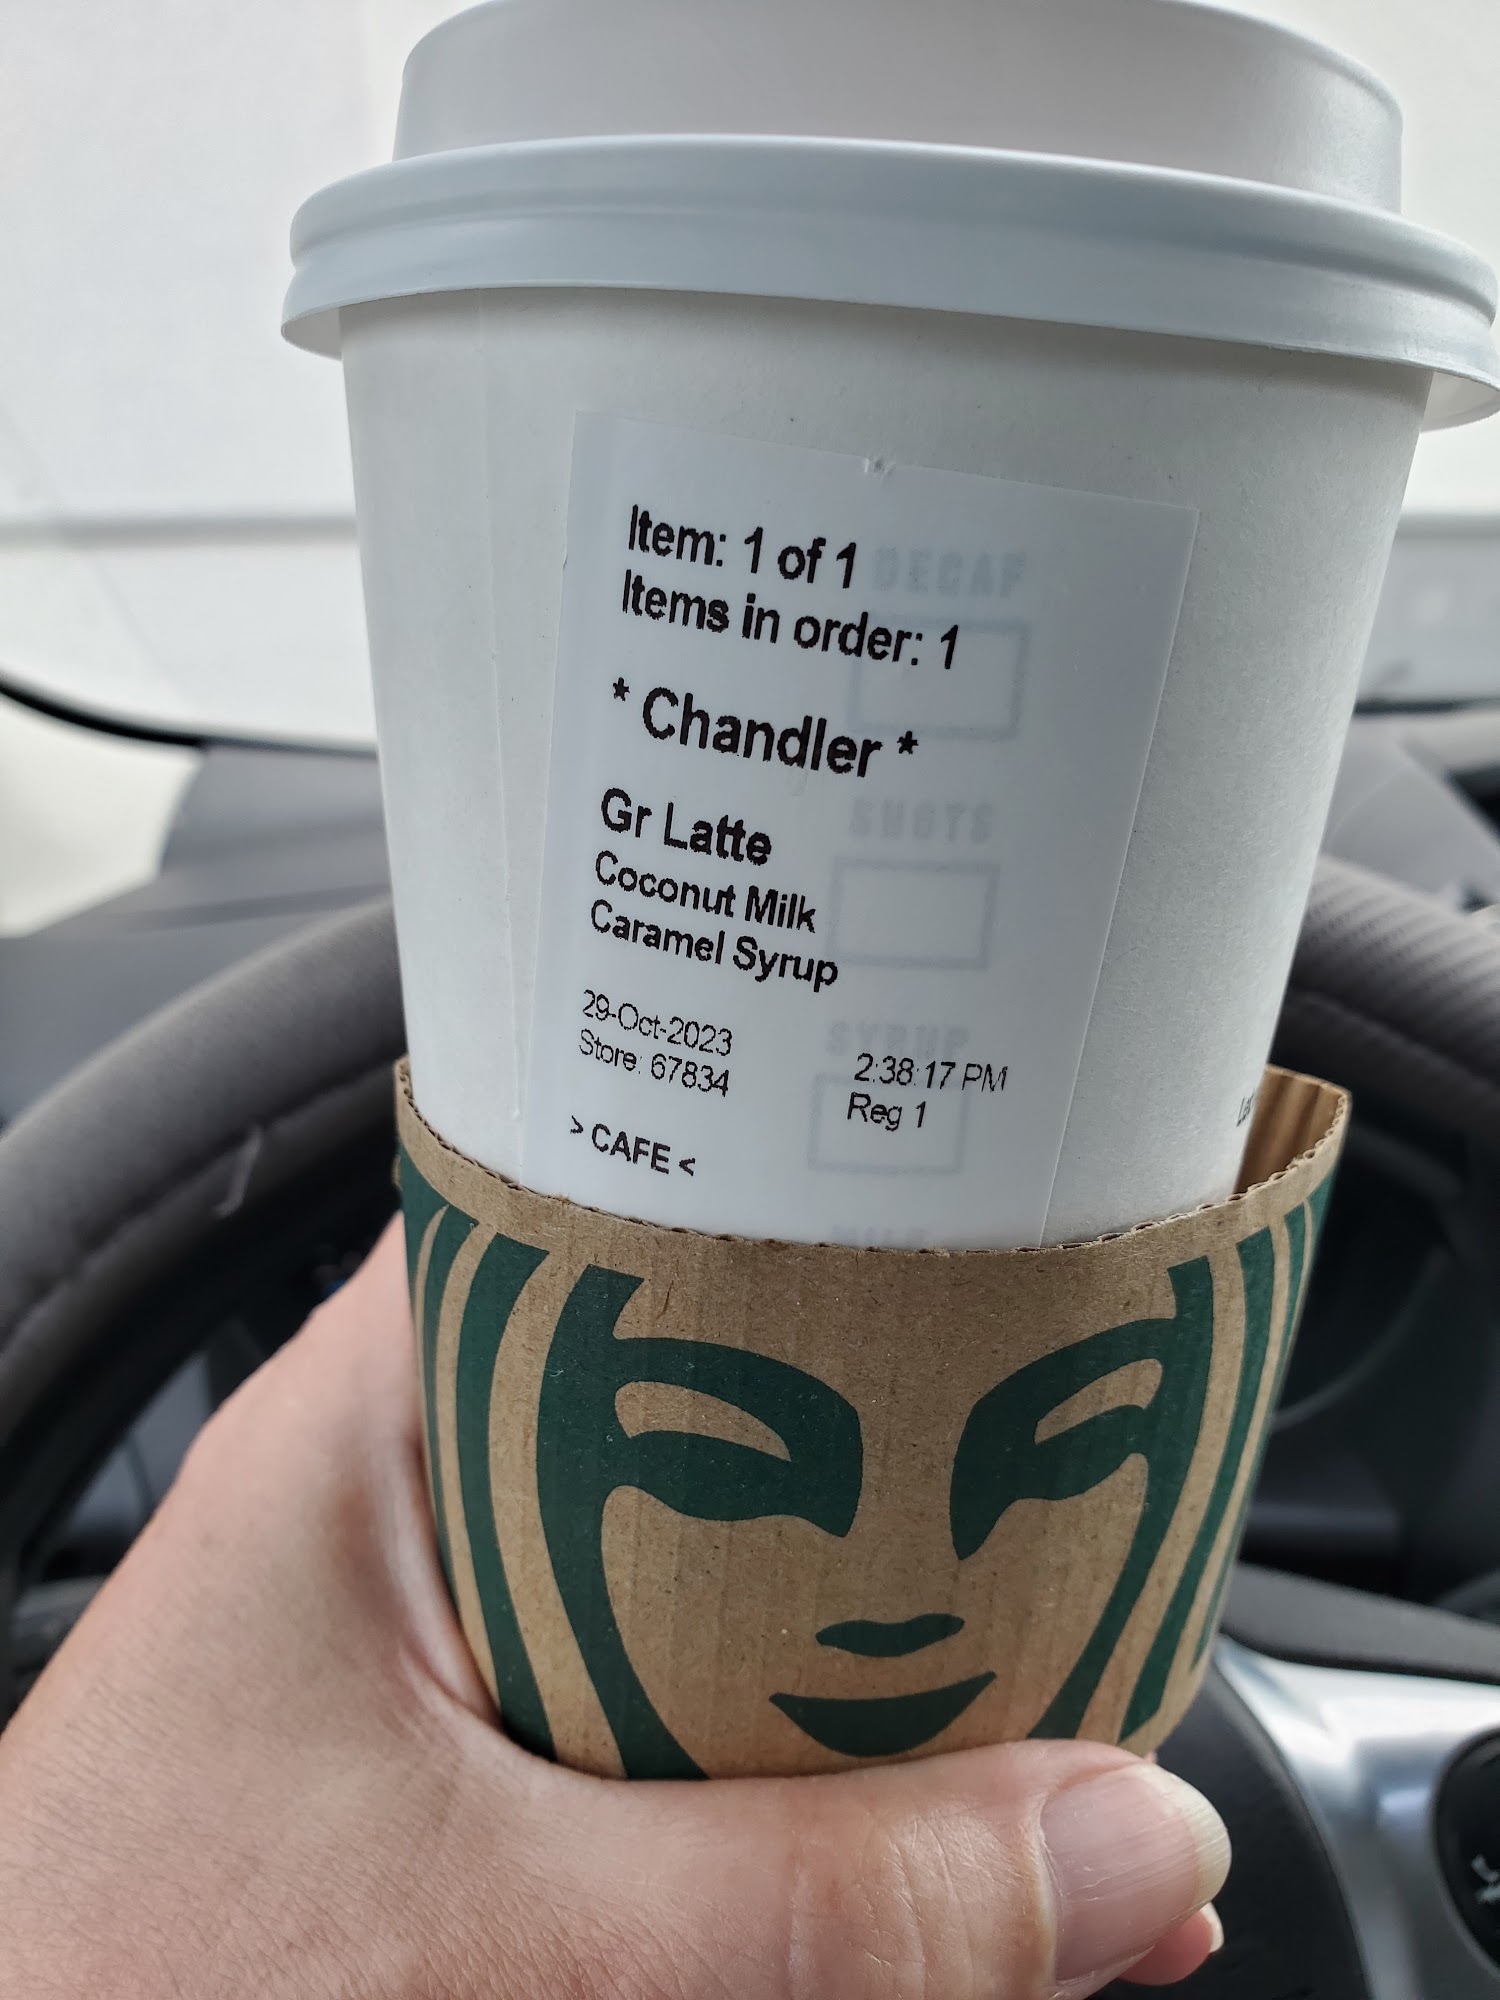 Item: 1 of 1
Items in order: 1
* Chandler *
Gr Latte
Coconut Milk
Caramel Syrup
29-Oct-2023 2:38:17 PM
Store: 67834 Reg 1
> CAFE <
DECAF
SHOTS
SYRUP